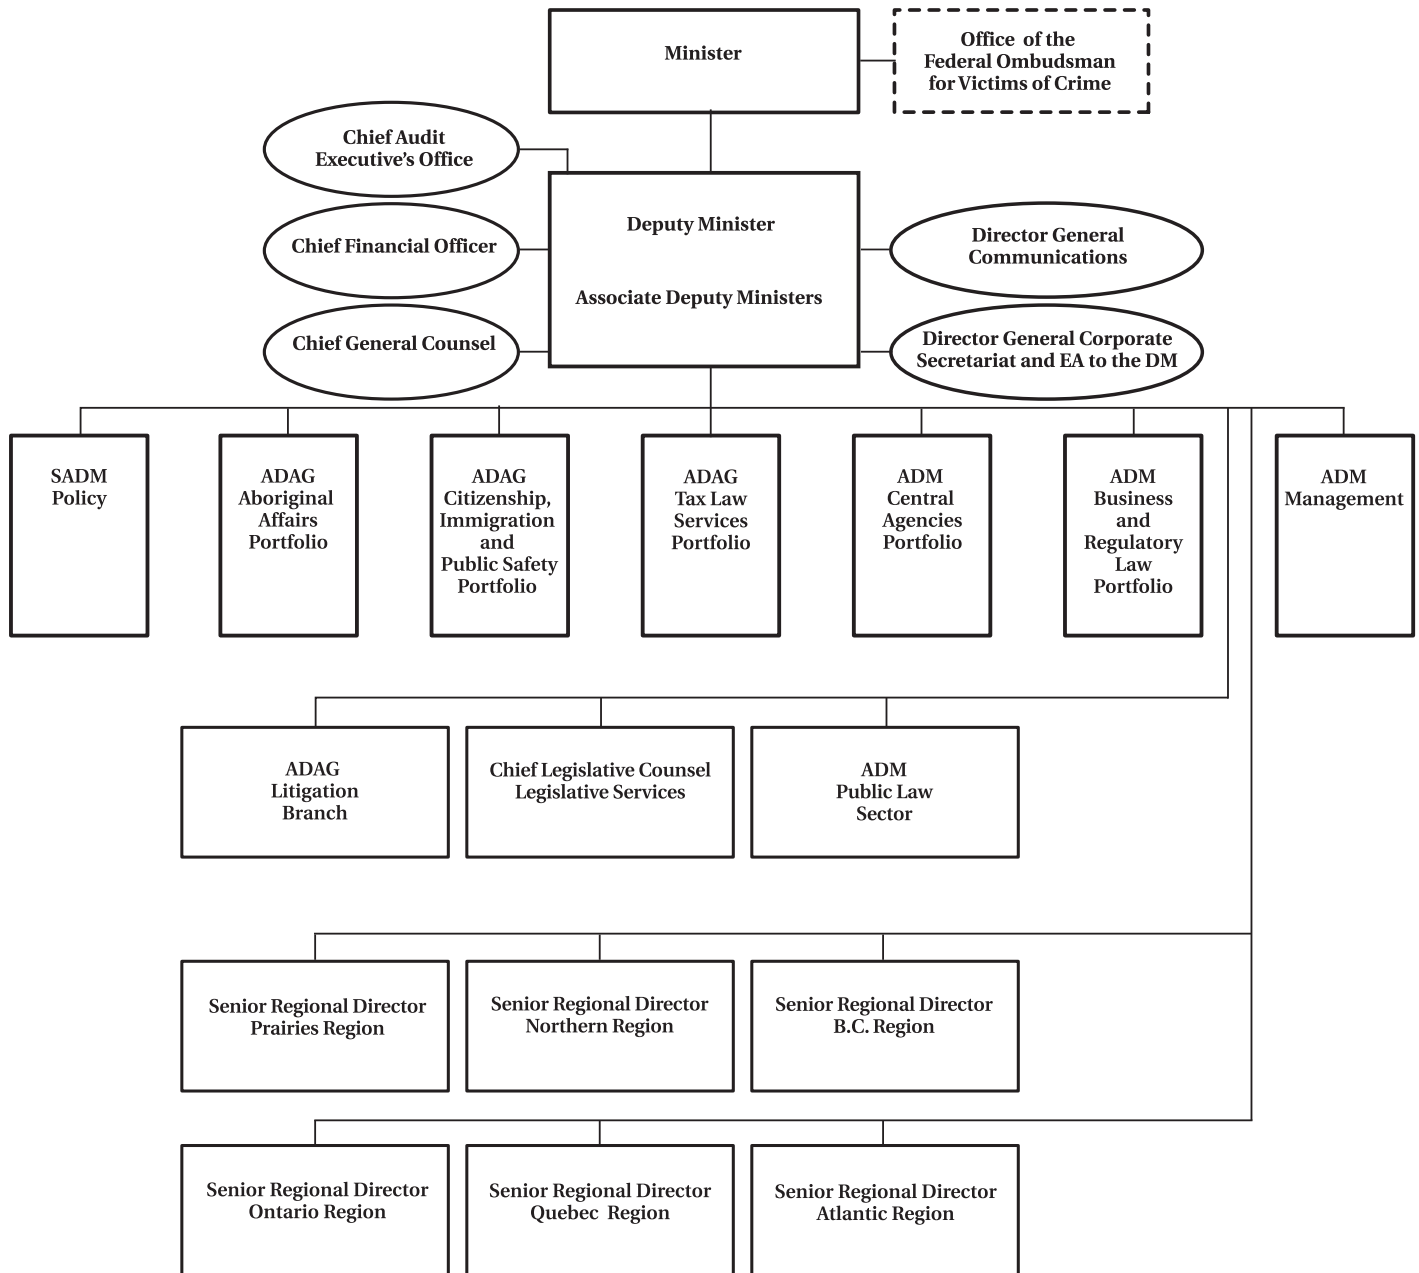 Minister
Office of the
Federal Ombudsman
for Victims of Crime
Chief Audit
Executive's Office
Chief Financial Officer
Chief General Counsel
Deputy Minister
Associate Deputy Ministers
Director General
Communications
Director General Corporate
Secretariat and EA to the DM
SADM
Policy
ADAG
Aboriginal
Affairs
Portfolio
ADAG
Citizenship,
Immigration
and
Public Safety
Portfolio
ADAG
Tax Law
Services
Portfolio
ADM
Central
Agencies
Portfolio
ADM
Business
and
Regulatory
Law
Portfolio
ADM
Management
ADAG
Litigation
Branch
Chief Legislative Counsel
Legislative Services
ADM
Public Law
Sector
Senior Regional Director
Prairies Region
Senior Regional Director
Northern Region
Senior Regional Director
B.C. Region
Senior Regional Director
Ontario Region
Senior Regional Director
Quebec Region
Senior Regional Director
Atlantic Region